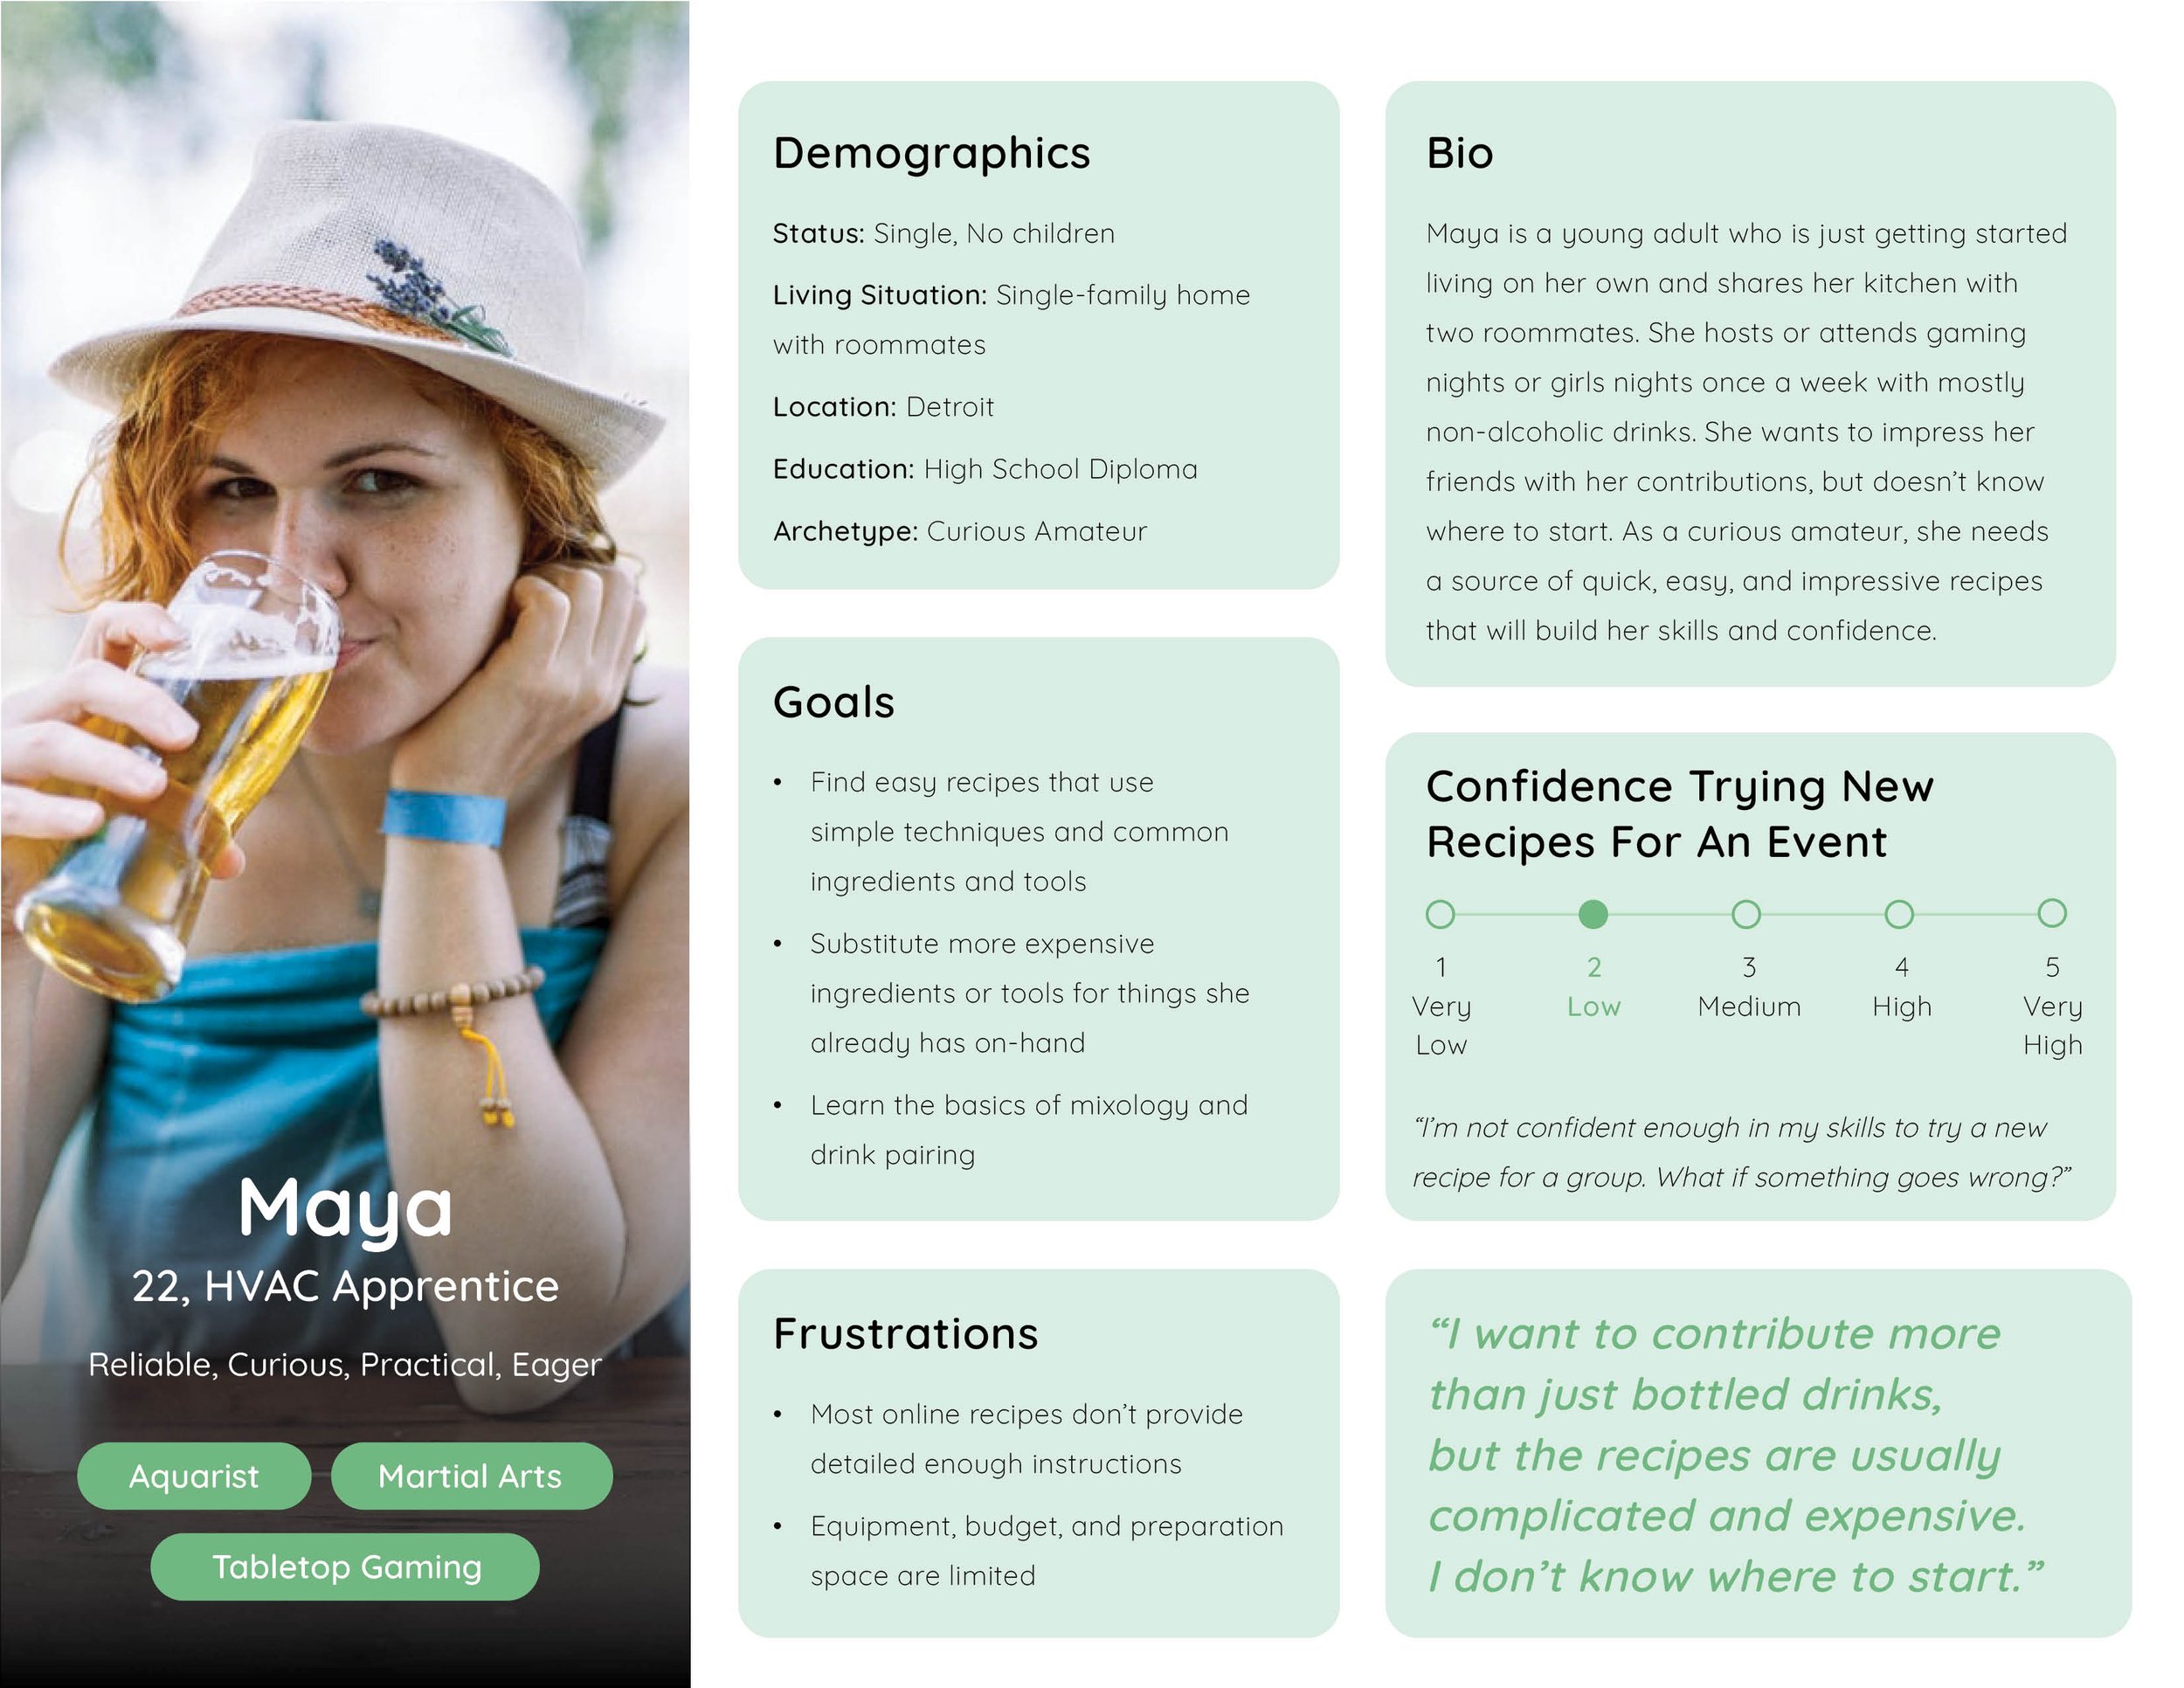 Maya
22, HVAC Apprentice
Reliable, Curious, Practical, Eager
Aquarist
Martial Arts
Tabletop Gaming
Demographics
Status: Single, No children
Living Situation: Single-family home
with roommates
Location: Detroit
Education: High School Diploma
Archetype: Curious Amateur
Goals
• Find easy recipes that use
simple techniques and common
ingredients and tools
• Substitute more expensive
ingredients or tools for things she
already has on-hand
• Learn the basics of mixology and
drink pairing
Frustrations
• Most online recipes don’t provide
detailed enough instructions
• Equipment, budget, and preparation
space are limited
Bio
Maya is a young adult who is just getting started
living on her own and shares her kitchen with
two roommates. She hosts or attends gaming
nights or girls nights once a week with mostly
non-alcoholic drinks. She wants to impress her
friends with her contributions, but doesn’t know
where to start. As a curious amateur, she needs
a source of quick, easy, and impressive recipes
that will build her skills and confidence.
Confidence Trying New
Recipes For An Event
1 2 3 4 5
Very Low Medium High Very
Low High
“I’m not confident enough in my skills to try a new
recipe for a group. What if something goes wrong?”
“I want to contribute more
than just bottled drinks,
but the recipes are usually
complicated and expensive.
I don’t know where to start.”